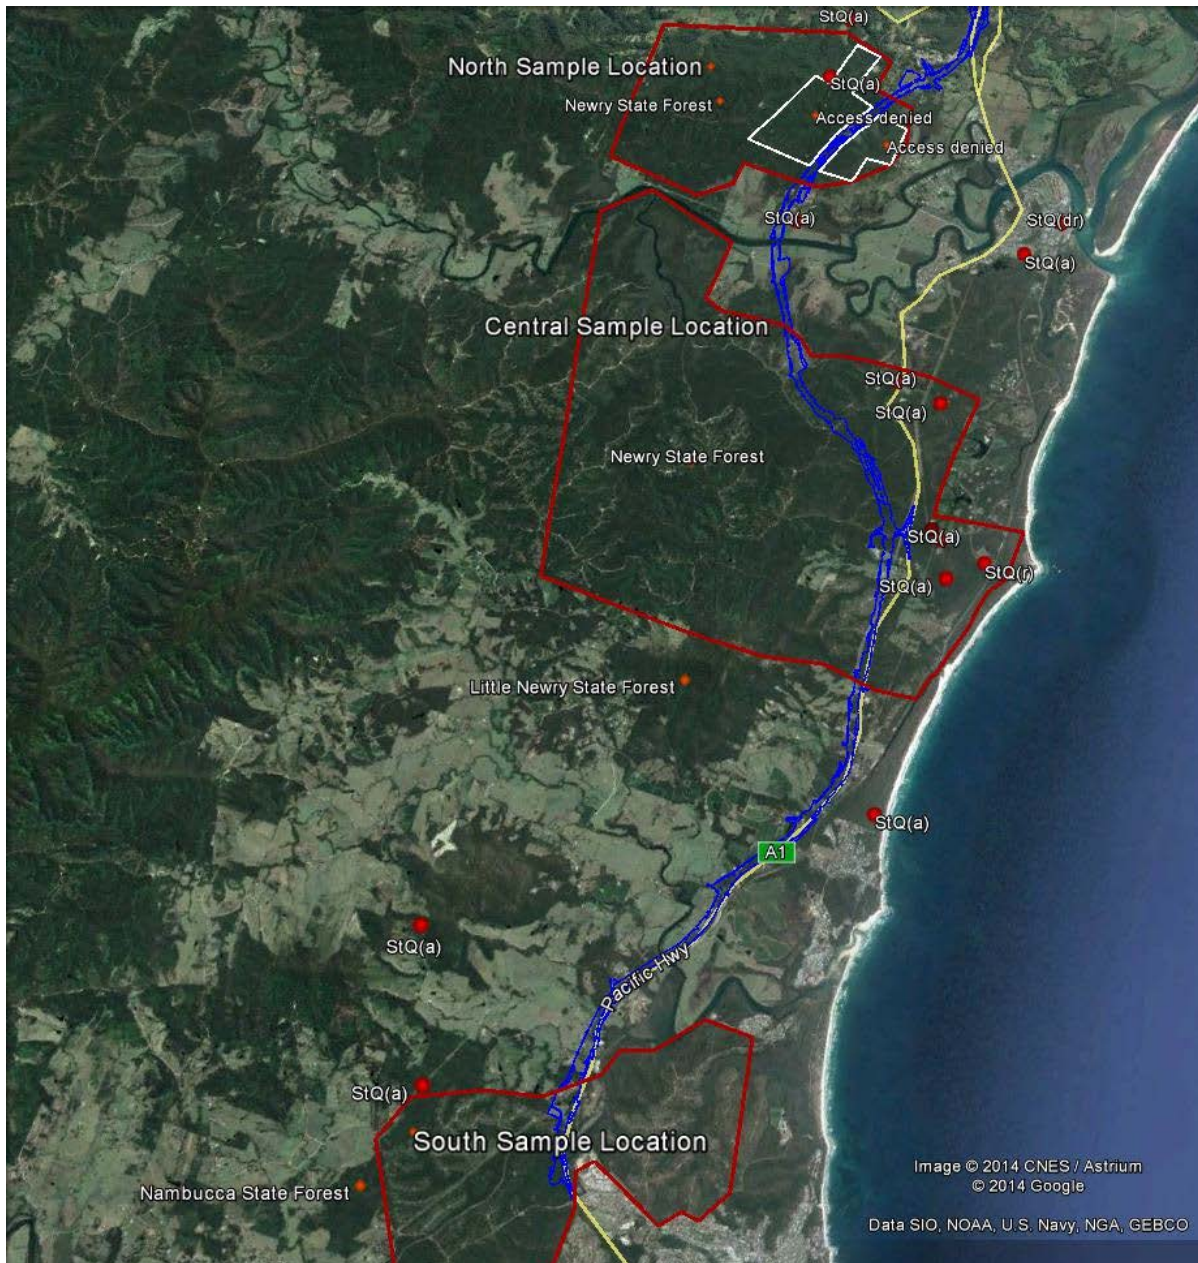 StQ(a)
North Sample Location
StQ(a)
Newry State Forest
Access denied
Access denied
StQ(a)
StQ(dr)
StQ(a)
Central Sample Location
StQ(a)
StQ(a)
Newry State Forest
StQ(a)
StQ(r)
StQ(a)
Little Newry State Forest
StQ(a)
A1
StQ(a)
Pacific Hwy
StQ(a)
South Sample Location
Nambucca State Forest
Image © 2014 CNES / Astrium
© 2014 Google
Data SIO, NOAA, U.S. Navy, NGA, GEBCO